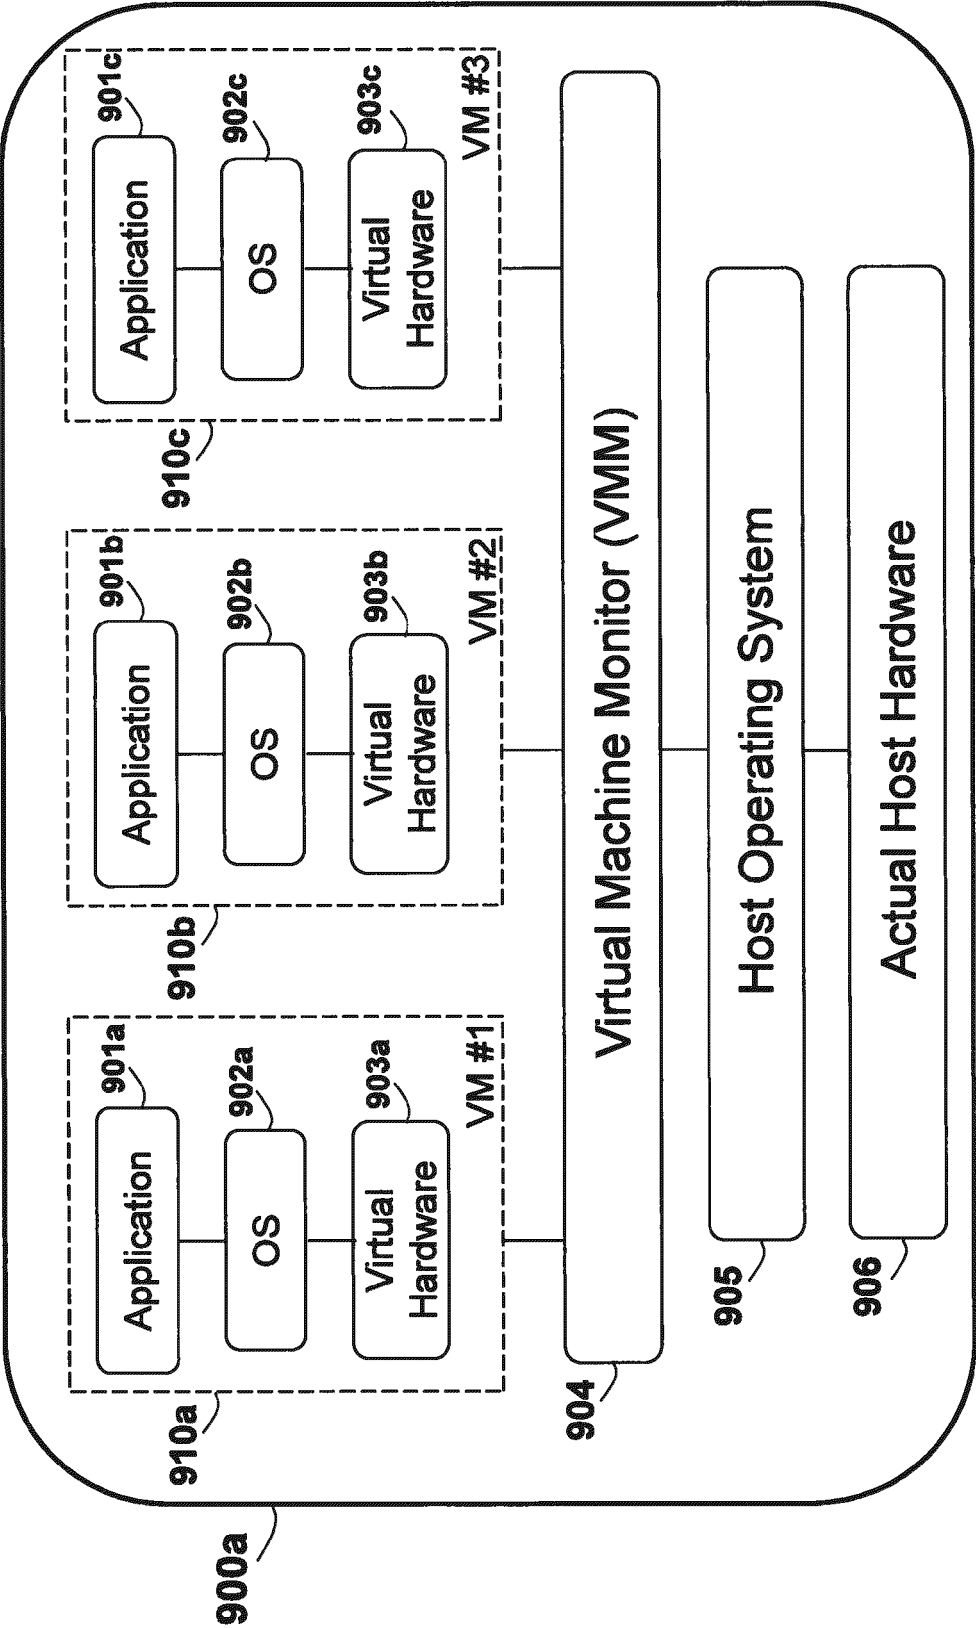 900a
910a
901a
Application
902a
OS
903a
Virtual
Hardware
VM #1
910b
901b
Application
902b
OS
903b
Virtual
Hardware
VM #2
910c
901c
Application
902c
OS
903c
Virtual
Hardware
VM #3
904
Virtual Machine Monitor (VMM)
905
Host Operating System
906
Actual Host Hardware